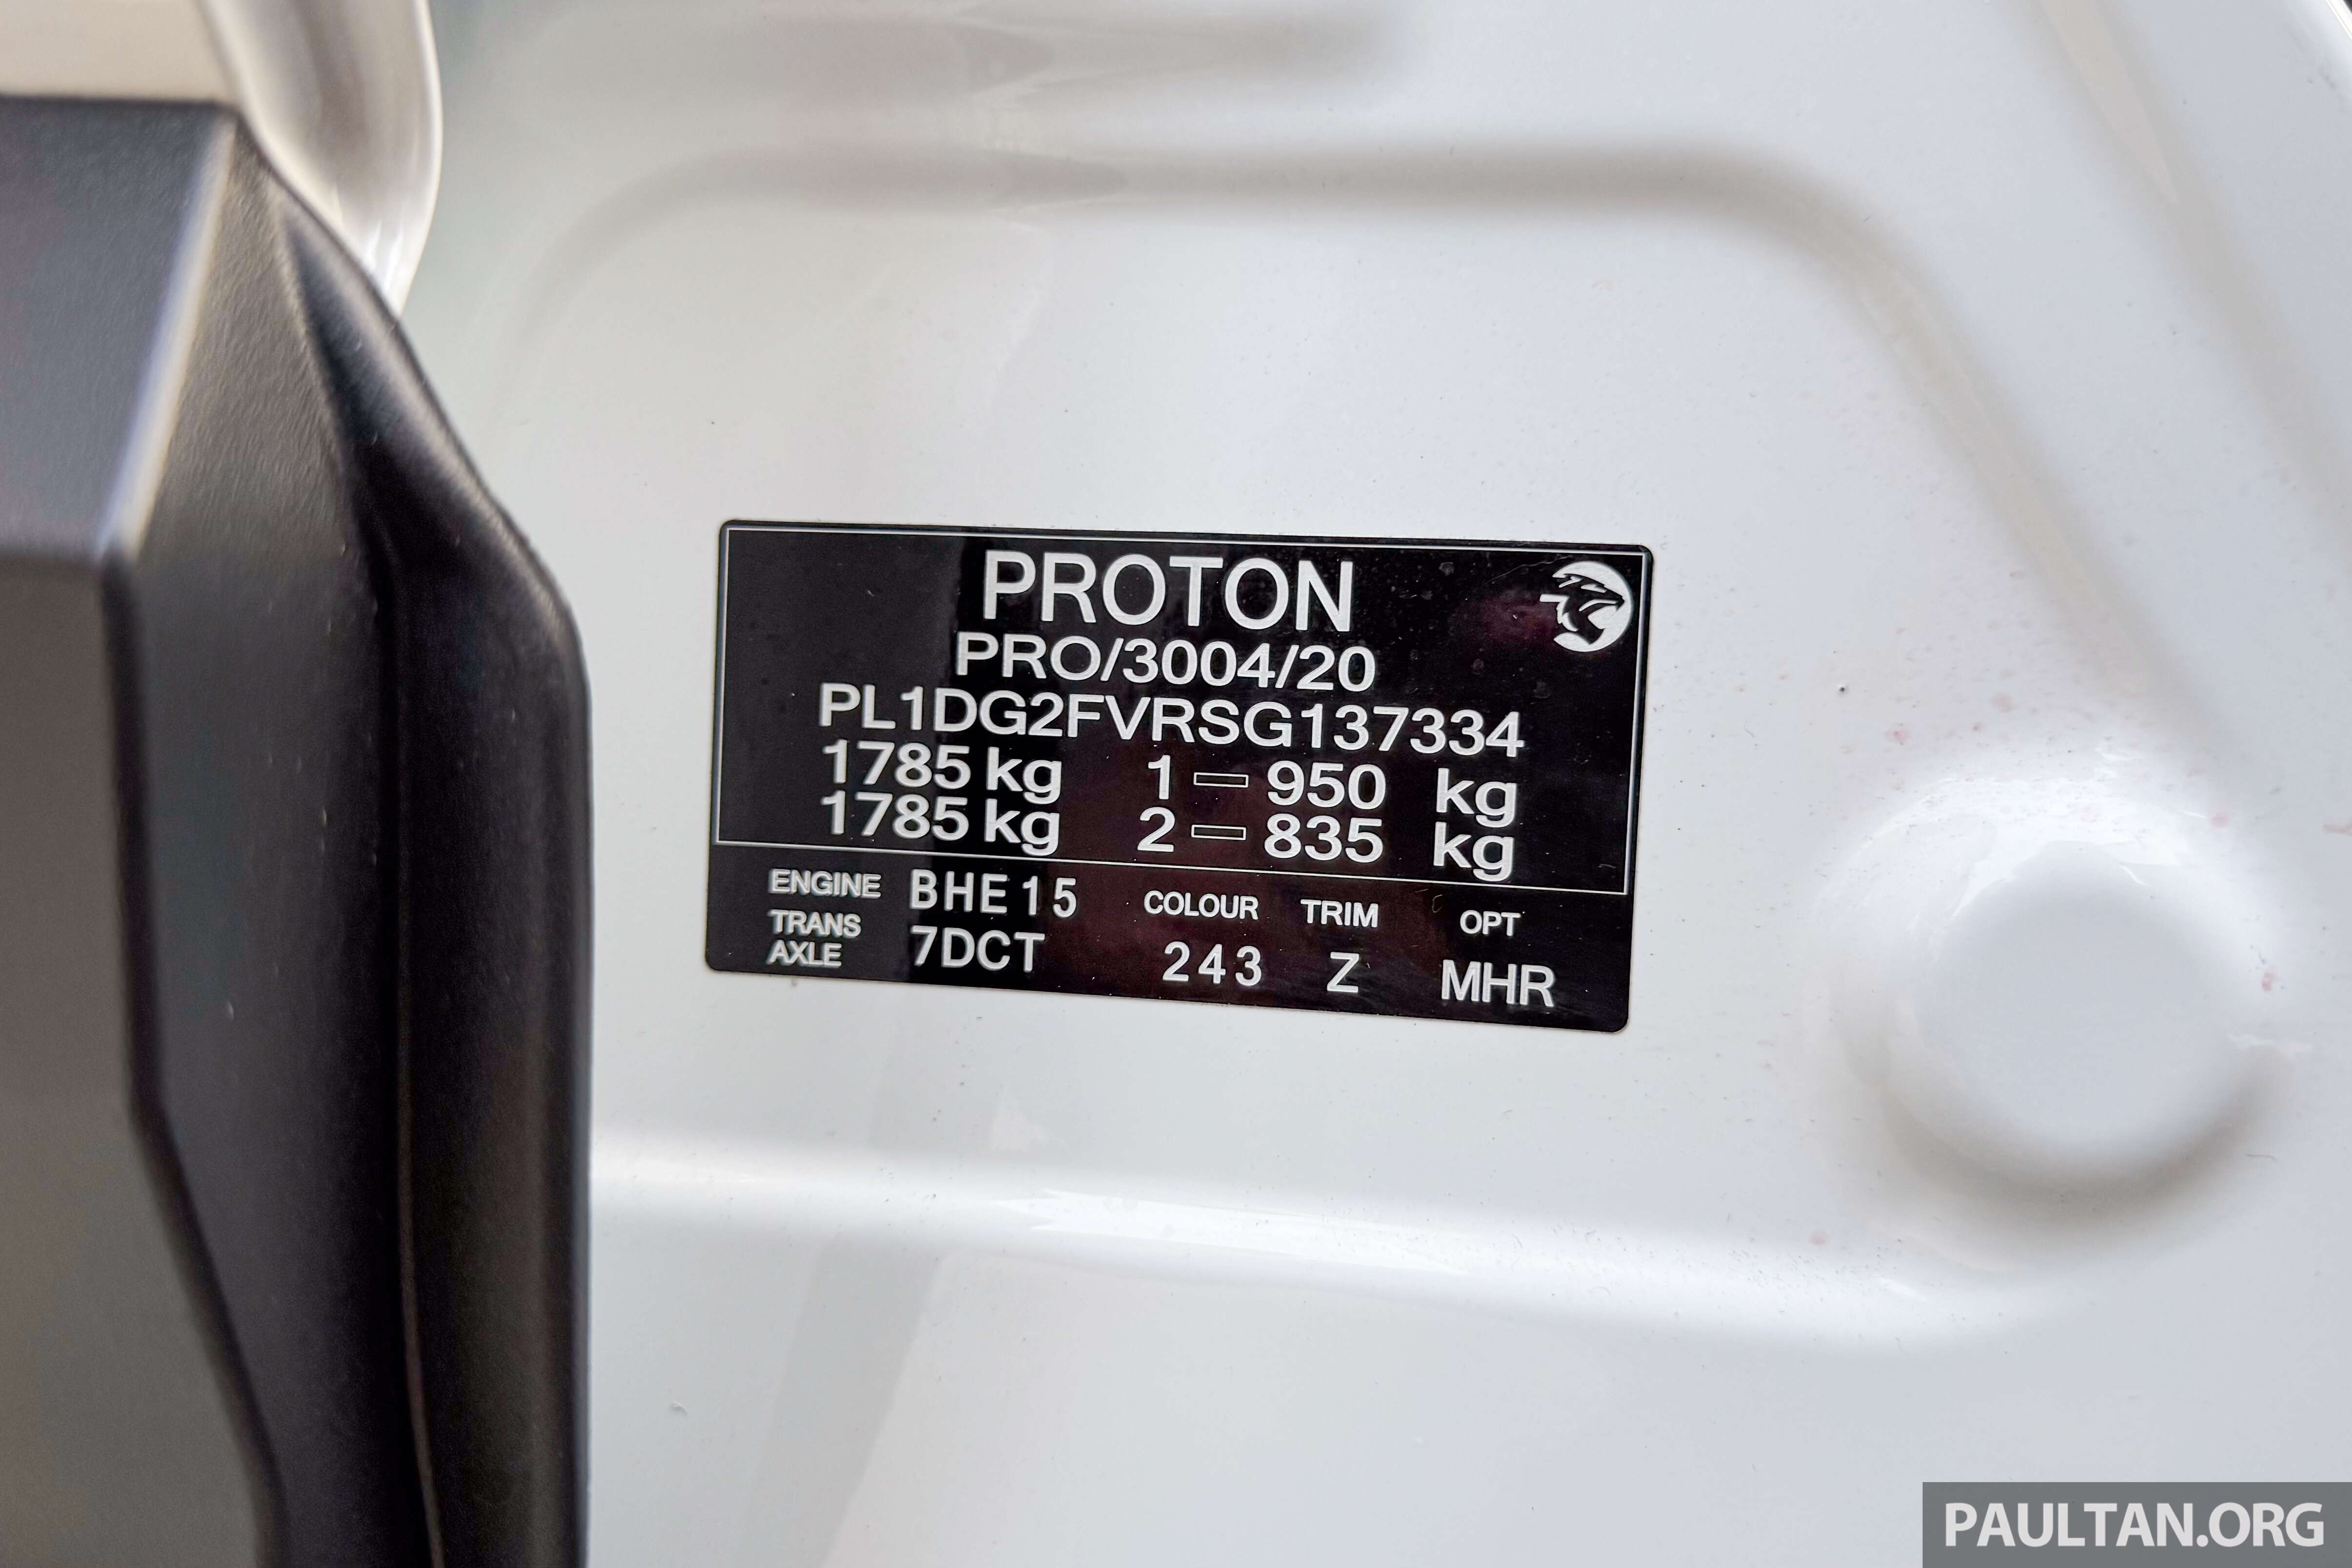 PROTON
PRO/3004/20
PL1DG2FVRSG137334
1785 kg 1 – 950 kg
1785 kg 2 – 835 kg
ENGINE BHE15 COLOUR TRIM OPT
TRANS AXLE 7DCT 243 Z MHR
PAULTAN.ORG